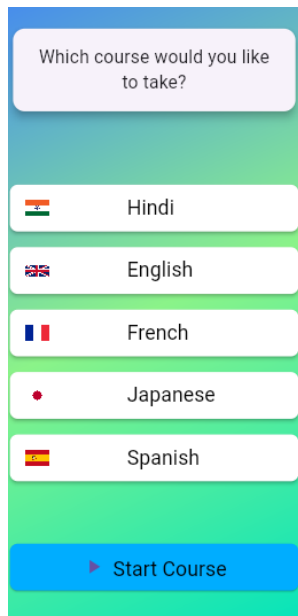 Which course would you like
to take?
Hindi
English
French
Japanese
Spanish
Start Course